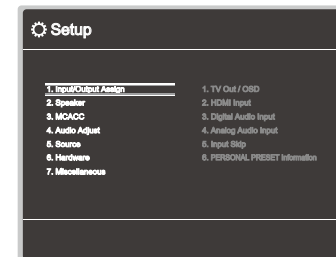 Setup
1. Input/Output Assign
2. Speaker
3. MCACC
4. Audio Adjust
5. Source
6. Hardware
7. Miscellaneous
1. TV Out / OSD
2. HDMI Input
3. Digital Audio Input
4. Analog Audio Input
5. Input Skip
6. PERSONAL PRESET Information